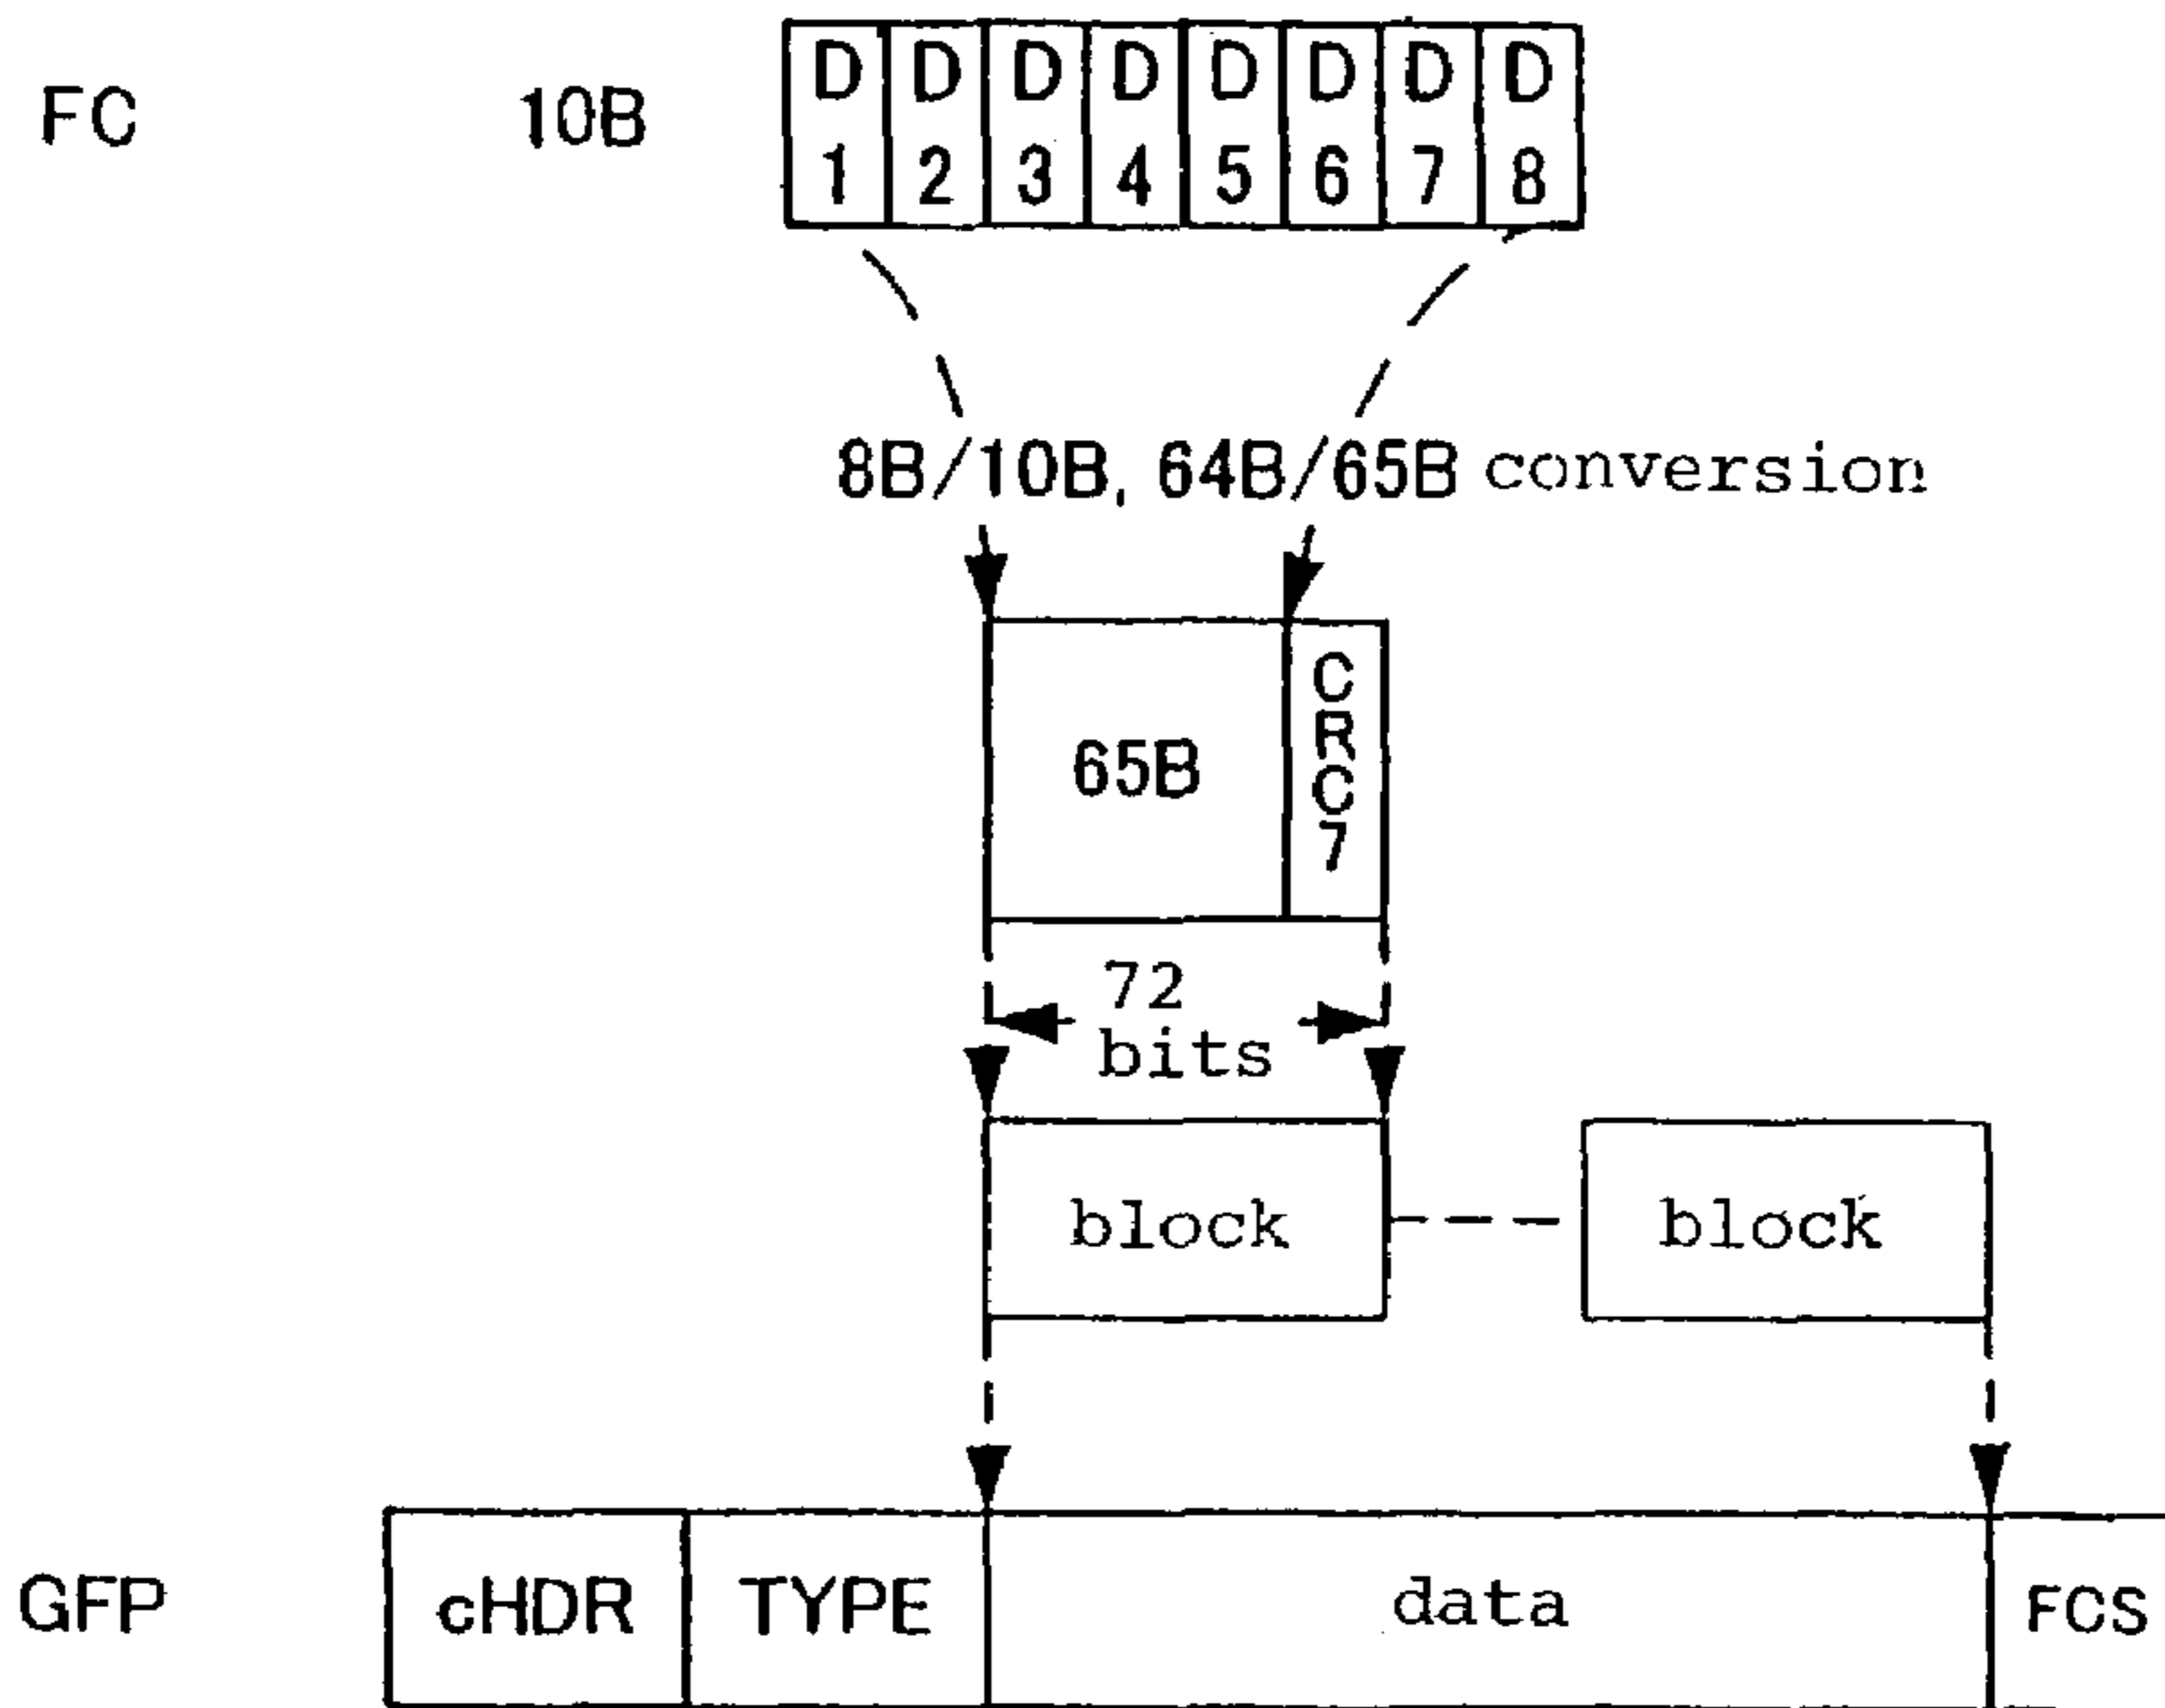 FC 10B D D D D D D D D
1 2 3 4 5 6 7 8
8B/10B, 64B/65B conversion
65B
CRC7
72
bits
block block
GFP cHDR TYPE data FCS